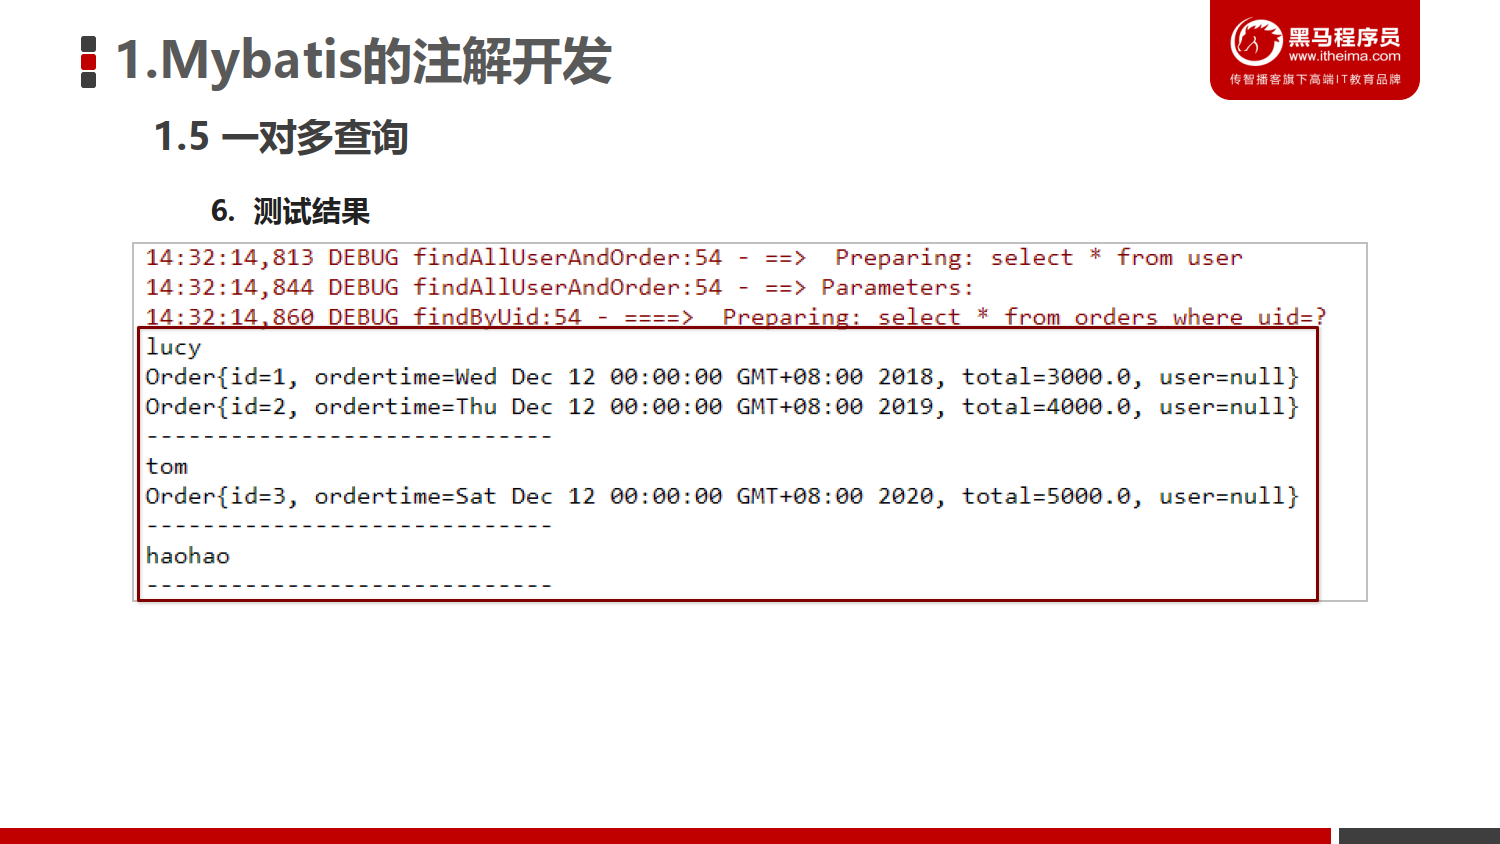 1.Mybatis的注解开发
黑马程序员
www.itheima.com
传智播客旗下高端IT教育品牌
1.5 一对多查询
6. 测试结果
14:32:14,813 DEBUG findAllUserAndOrder:54 - ==>  Preparing: select * from user
14:32:14,844 DEBUG findAllUserAndOrder:54 - ==> Parameters:
14:32:14,860 DEBUG findByUid:54 - ====>  Preparing: select * from orders where uid=?
lucy
Order{id=1, ordertime=Wed Dec 12 00:00:00 GMT+08:00 2018, total=3000.0, user=null}
Order{id=2, ordertime=Thu Dec 12 00:00:00 GMT+08:00 2019, total=4000.0, user=null}
-----------------------------
tom
Order{id=3, ordertime=Sat Dec 12 00:00:00 GMT+08:00 2020, total=5000.0, user=null}
-----------------------------
haohao
-----------------------------